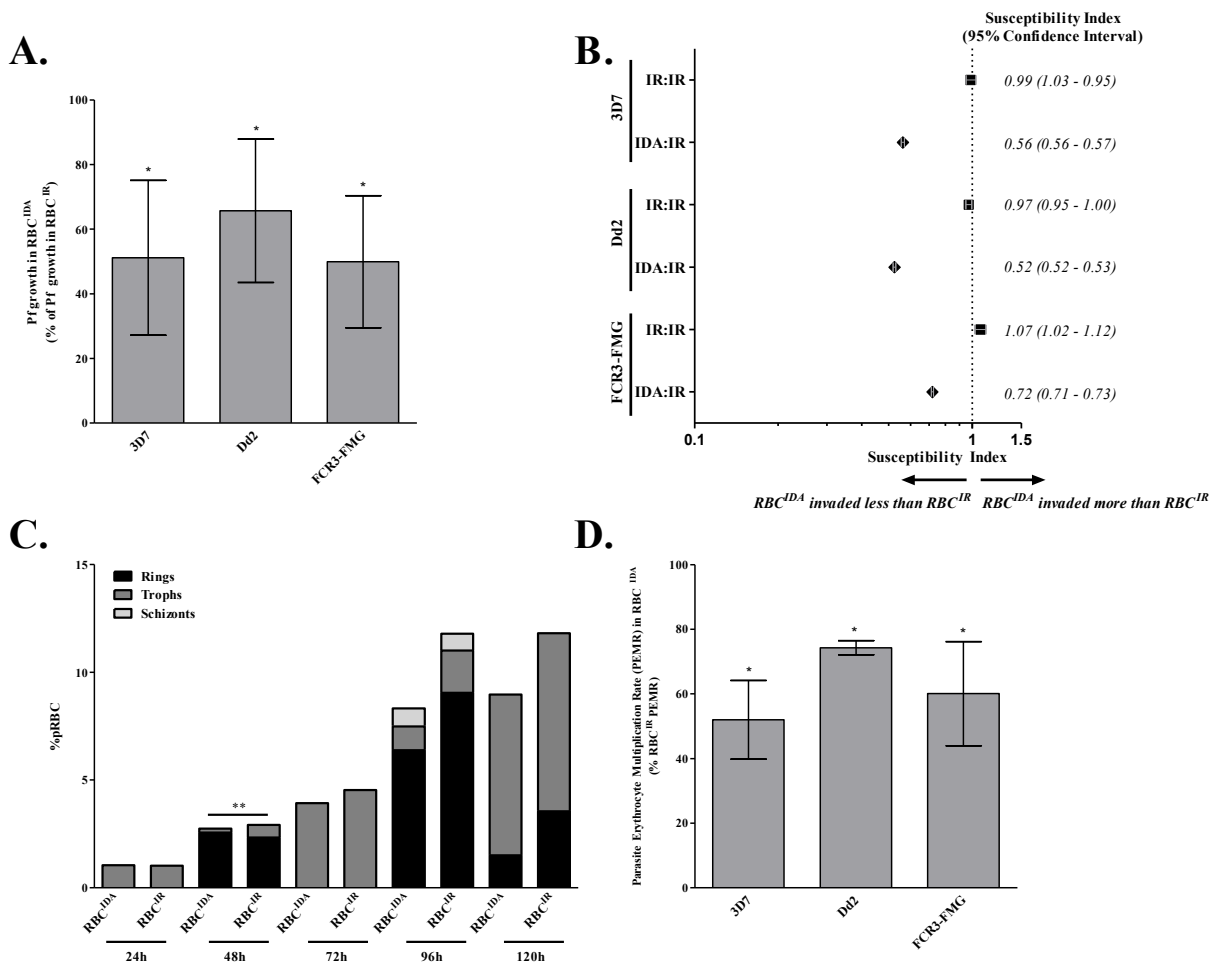 A.
100
80
60
40
20
0
Pf growth in RBC^IDA
(% of Pf growth in RBC^IR)
*
*
*
3D7
Dd2
FCR3-FMG
B.
Susceptibility Index
(95% Confidence Interval)
3D7
IR:IR
0.99 (1.03 - 0.95)
IDA:IR
0.56 (0.56 - 0.57)
Dd2
IR:IR
0.97 (0.95 - 1.00)
IDA:IR
0.52 (0.52 - 0.53)
FCR3-FMG
IR:IR
1.07 (1.02 - 1.12)
IDA:IR
0.72 (0.71 - 0.73)
0.1
1
1.5
Susceptibility Index
RBC^IDA invaded less than RBC^IR
RBC^IDA invaded more than RBC^IR
C.
15
10
5
0
%pRBC
Rings
Trophs
Schizonts
**
RBC^IDA
RBC^IR
RBC^IDA
RBC^IR
RBC^IDA
RBC^IR
RBC^IDA
RBC^IR
RBC^IDA
RBC^IR
24h
48h
72h
96h
120h
D.
100
80
60
40
20
0
Parasite Erythrocyte Multiplication Rate (PEMR) in RBC^IDA
(% RBC^IR PEMR)
*
*
*
3D7
Dd2
FCR3-FMG